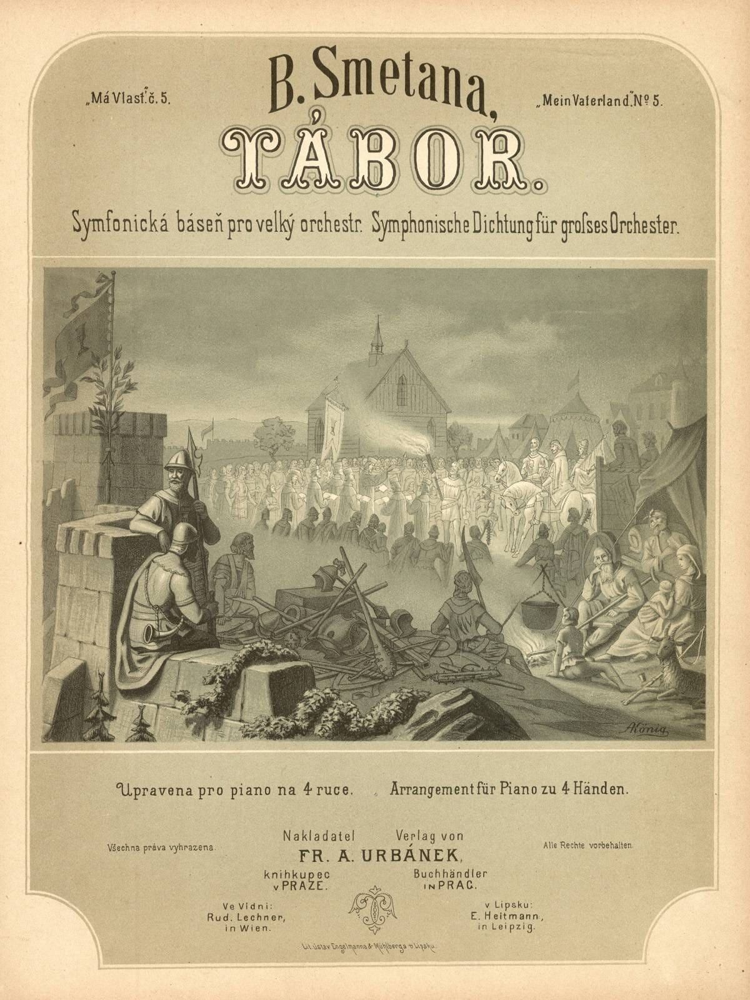 B. Smetana,
„Má Vlast“ č. 5.
„Mein Vaterland“, No 5.
TÁBOR.
Symfonická báseň pro velký orchestr. Symphonische Dichtung für groſses Orchester.
AKönig
Upravena pro piano na 4 ruce. Arrangement für Piano zu 4 Händen.
Nakladatel Verlag von
Všechna práva vyhrazena.
Alle Rechte vorbehalten.
FR. A. URBÁNEK,
knihkupec Buchhändler
v PRAZE. IN PRAG.
Ve Vídni:
Rud. Lechner,
in Wien.
v Lipsku:
E. Heitmann,
in Leipzig.
Lit. ústav Engelmanna & Mühlberga v Lipsku.